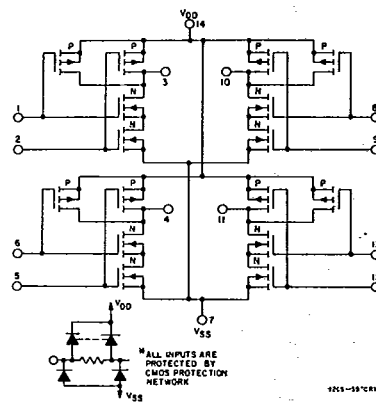 VDD
14
P P P P
3 10
1 N N 8
2 N N 9
P P P P
4 11
6 N N
5 N N
7
VSS
VDD
* ALL INPUTS ARE
PROTECTED BY
CMOS PROTECTION
NETWORK
VSS